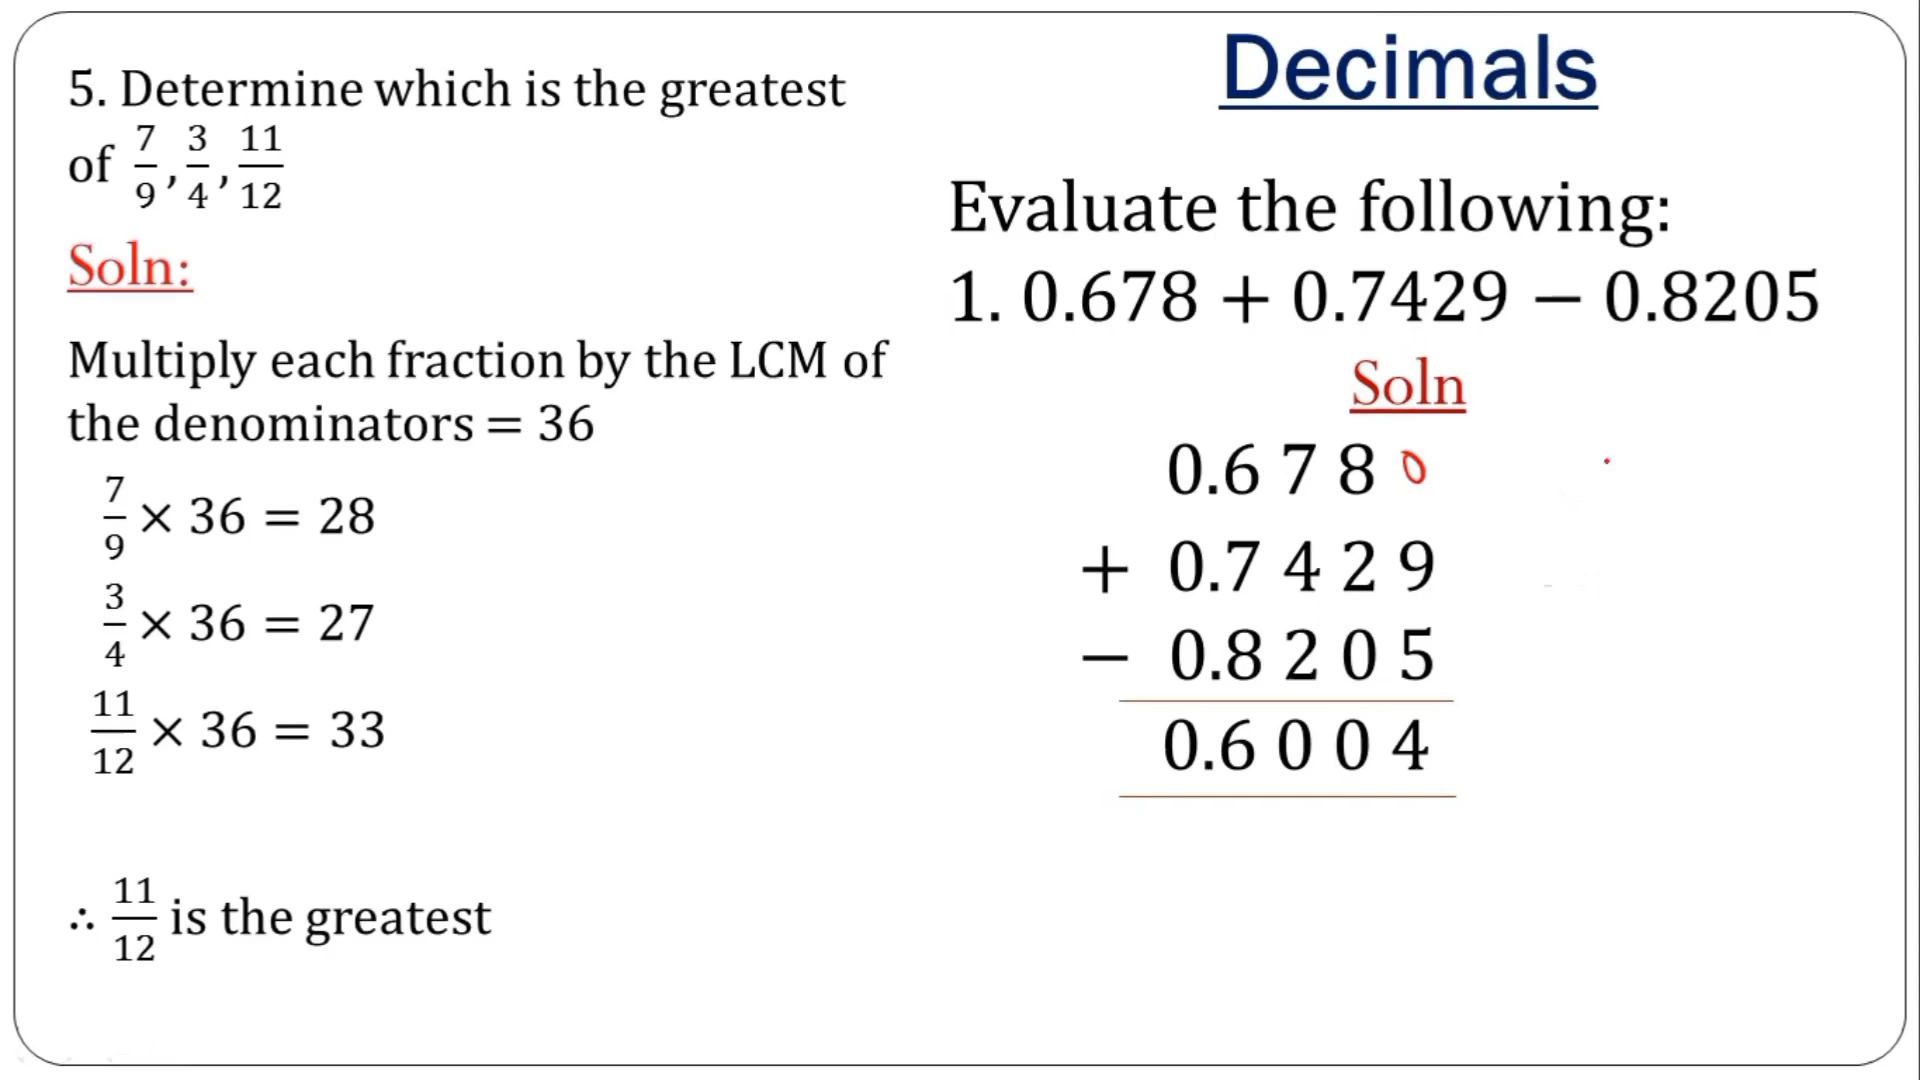 5. Determine which is the greatest
of 7/9, 3/4, 11/12
Soln:
Multiply each fraction by the LCM of
the denominators = 36
7/9 × 36 = 28
3/4 × 36 = 27
11/12 × 36 = 33
∴ 11/12 is the greatest
Decimals
Evaluate the following:
1. 0.678 + 0.7429 − 0.8205
Soln
0.6 7 8 0
+ 0.7 4 2 9
− 0.8 2 0 5
0.6 0 0 4